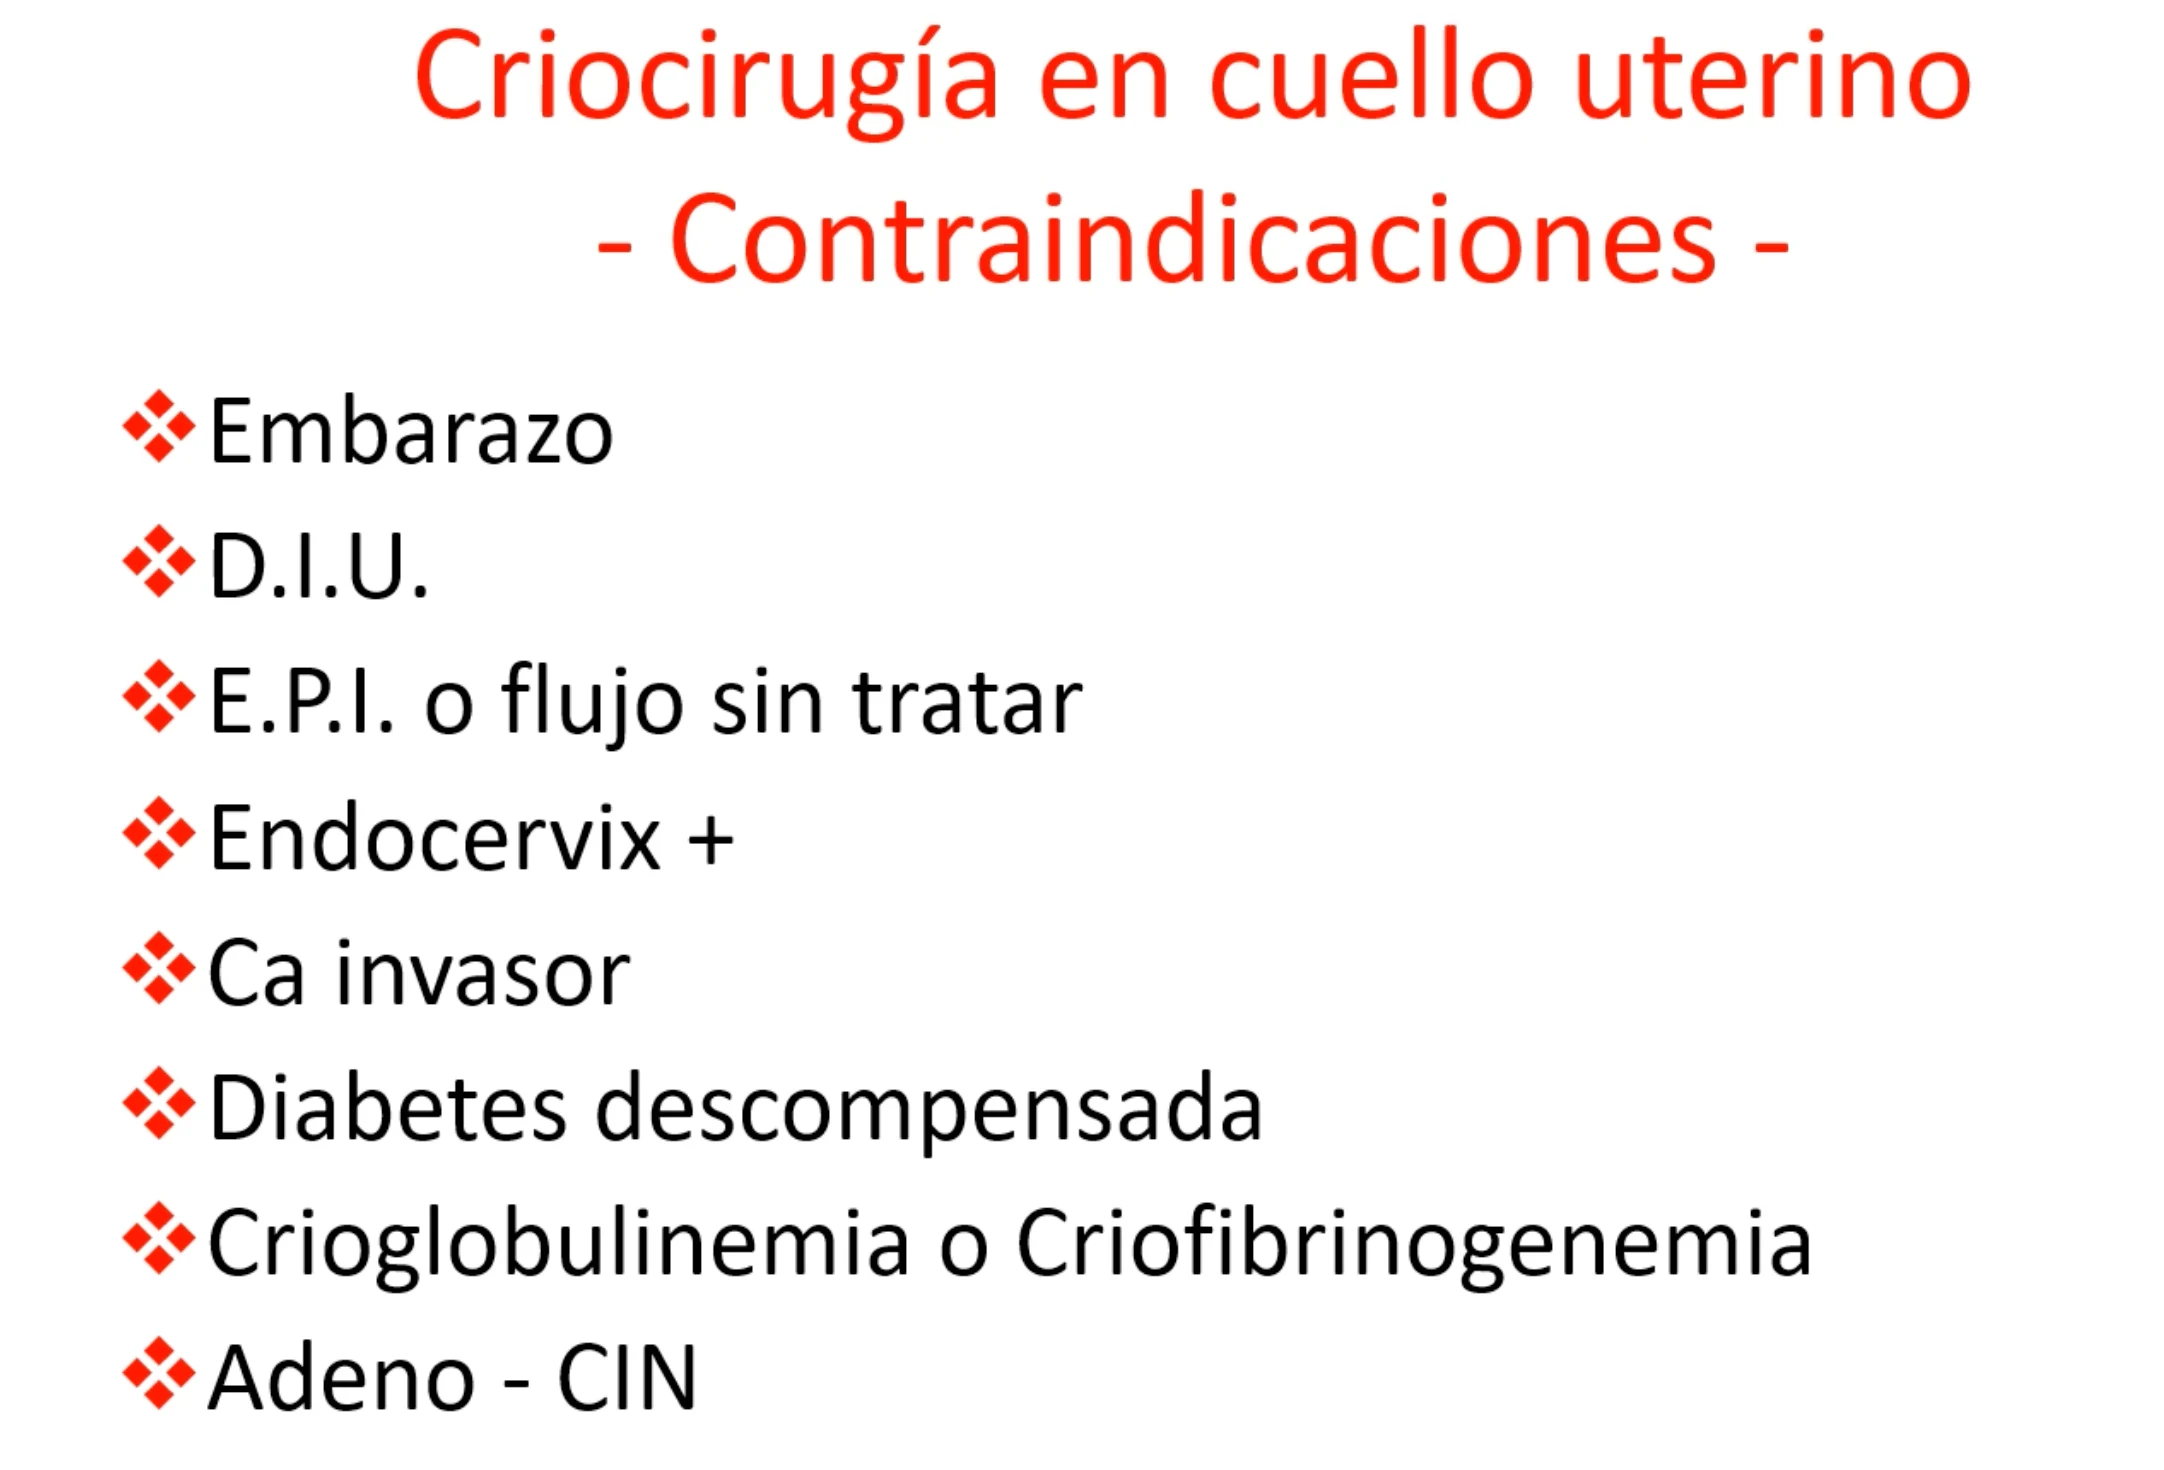 Criocirugía en cuello uterino
- Contraindicaciones -
❖Embarazo
❖D.I.U.
❖E.P.I. o flujo sin tratar
❖Endocervix +
❖Ca invasor
❖Diabetes descompensada
❖Crioglobulinemia o Criofibrinogenemia
❖Adeno - CIN